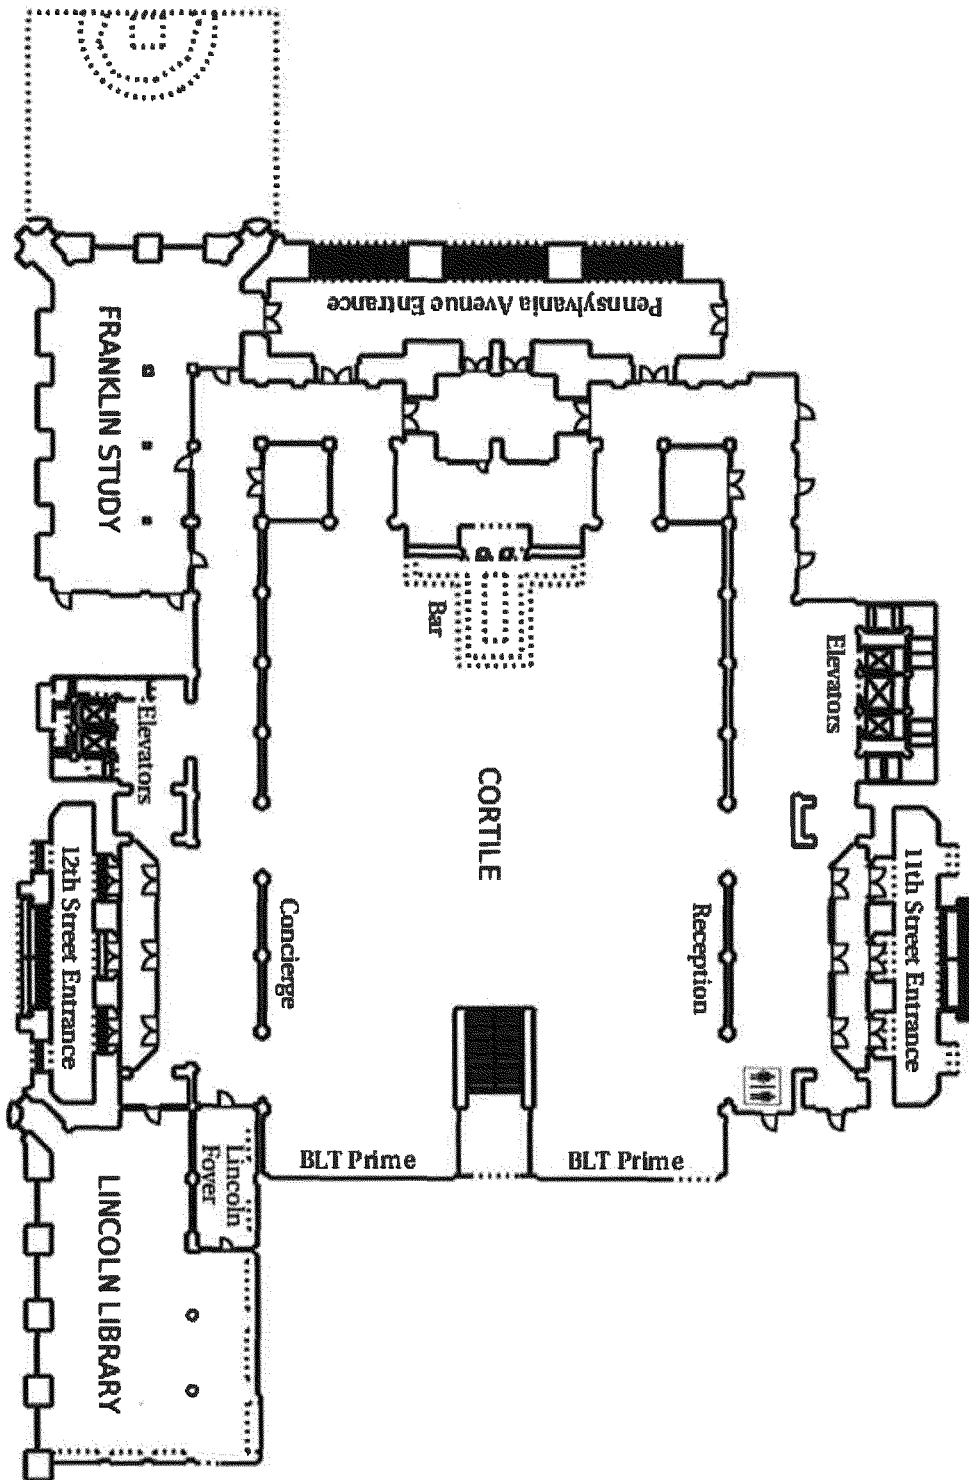 Pennsylvania Avenue Entrance
FRANKLIN STUDY
Bar
Elevators
Elevators
CORTILE
12th Street Entrance
Concierge
Reception
11th Street Entrance
BLT Prime
BLT Prime
Lincoln
Foyer
LINCOLN LIBRARY